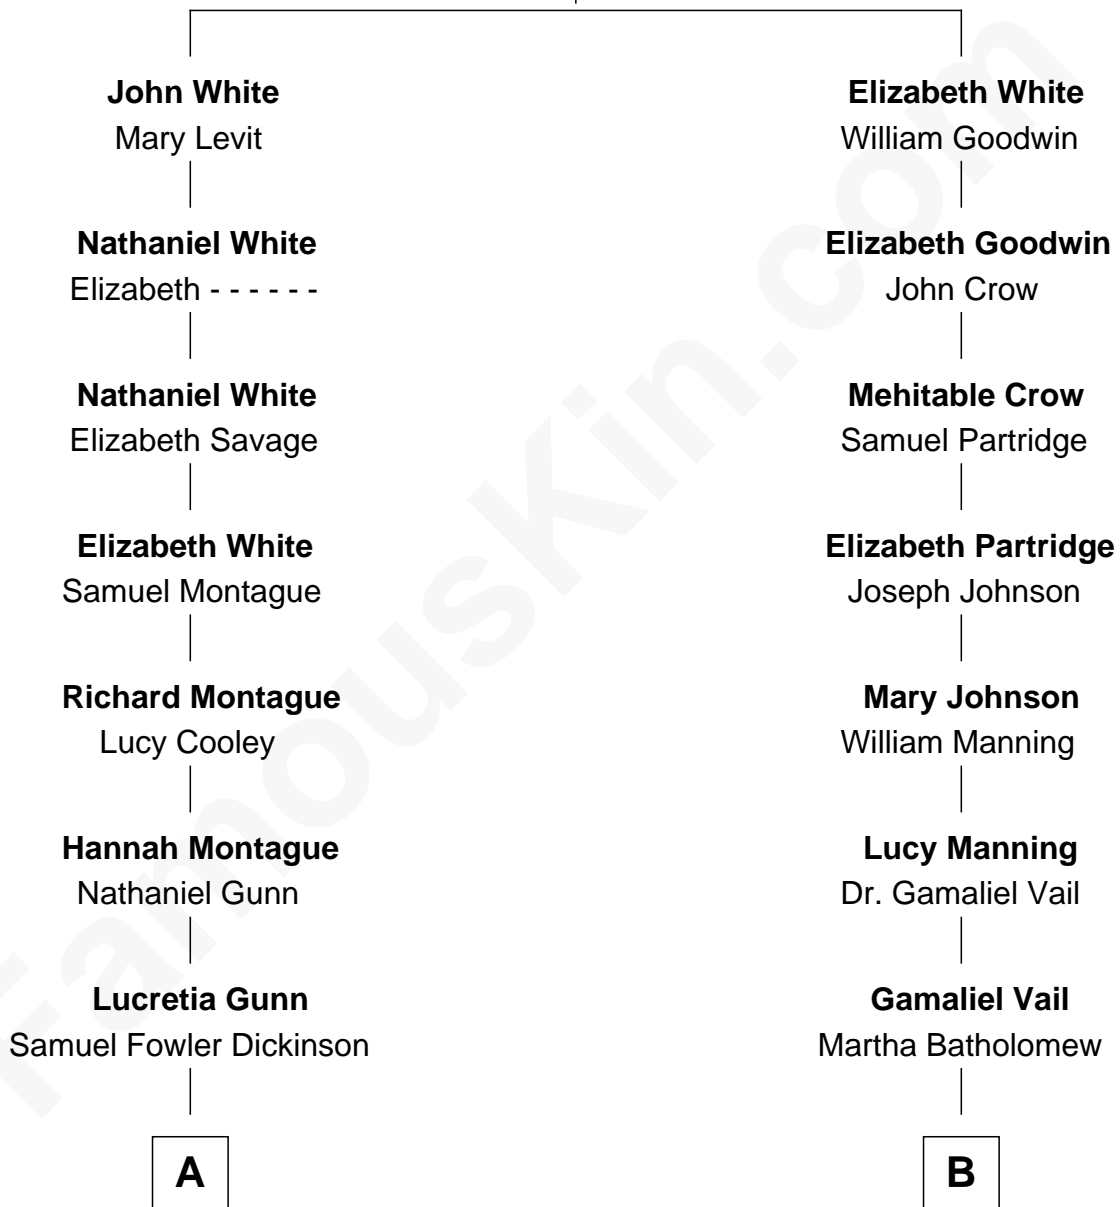 John White
Mary Levit
Nathaniel White
Elizabeth - - - - - -
Nathaniel White
Elizabeth Savage
Elizabeth White
Samuel Montague
Richard Montague
Lucy Cooley
Hannah Montague
Nathaniel Gunn
Lucretia Gunn
Samuel Fowler Dickinson
A
Elizabeth White
William Goodwin
Elizabeth Goodwin
John Crow
Mehitable Crow
Samuel Partridge
Elizabeth Partridge
Joseph Johnson
Mary Johnson
William Manning
Lucy Manning
Dr. Gamaliel Vail
Gamaliel Vail
Martha Batholomew
B
FamousKin.com